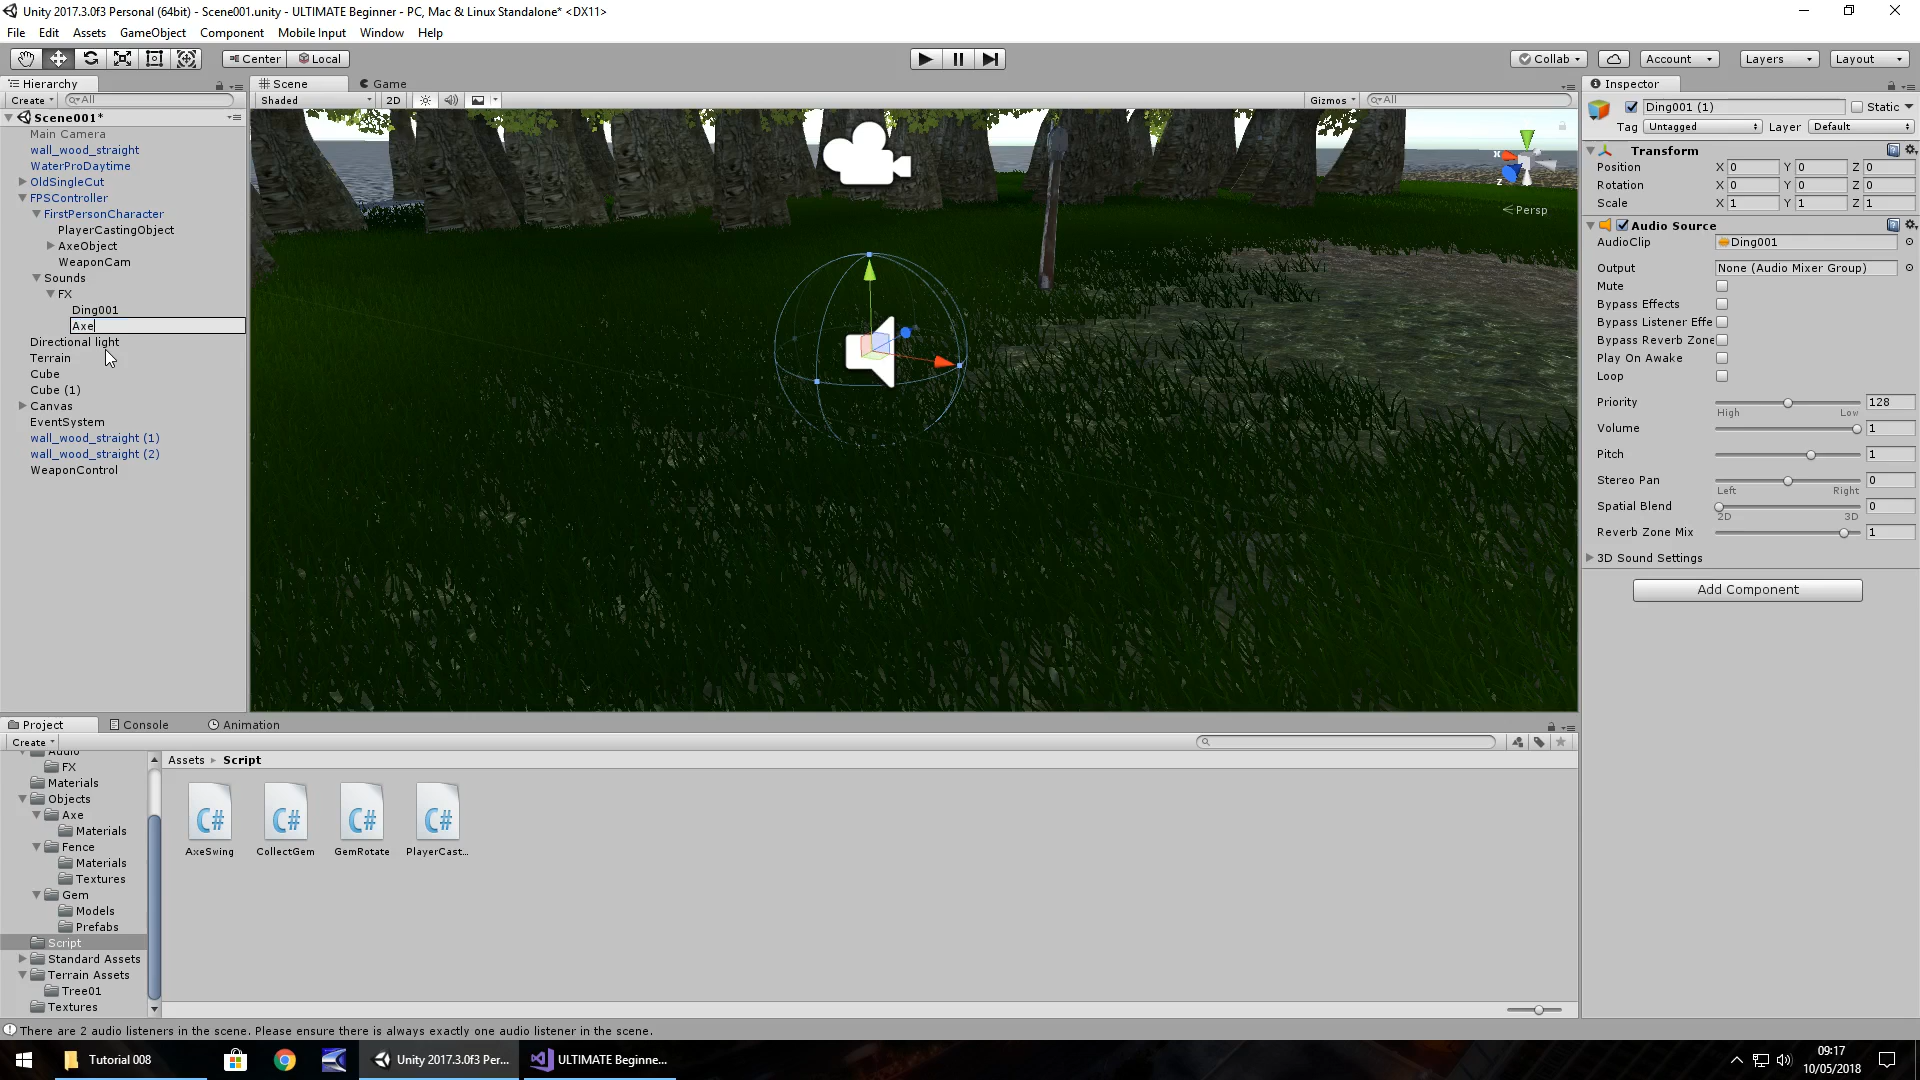 Unity 2017.3.0f3 Personal (64bit) - Scene001.unity - ULTIMATE Beginner - PC, Mac & Linux Standalone* <DX11>
File Edit Assets GameObject Component Mobile Input Window Help
Center Local Collab Account Layers Layout
Hierarchy
Create All
Scene001*
Main Camera
wall_wood_straight
WaterProDaytime
OldSingleCut
FPSController
FirstPersonCharacter
PlayerCastingObject
AxeObject
WeaponCam
Sounds
FX
Ding001
Axe
Directional light
Terrain
Cube
Cube (1)
Canvas
EventSystem
wall_wood_straight (1)
wall_wood_straight (2)
WeaponControl
Scene Game
Shaded 2D Gizmos All
x
z
Persp
Inspector
Ding001 (1) Static
Tag Untagged Layer Default
Transform
Position X 0 Y 0 Z 0
Rotation X 0 Y 0 Z 0
Scale X 1 Y 1 Z 1
Audio Source
AudioClip Ding001
Output None (Audio Mixer Group)
Mute
Bypass Effects
Bypass Listener Effe
Bypass Reverb Zone
Play On Awake
Loop
Priority 128
High Low
Volume 1
Pitch 1
Stereo Pan 0
Left Right
Spatial Blend 0
2D 3D
Reverb Zone Mix 1
3D Sound Settings
Add Component
Project Console Animation
Create
Audio
FX
Materials
Objects
Axe
Materials
Fence
Materials
Textures
Gem
Models
Prefabs
Script
Standard Assets
Terrain Assets
Tree01
Textures
Assets Script
C# C# C# C#
AxeSwing CollectGem GemRotate PlayerCast...
There are 2 audio listeners in the scene. Please ensure there is always exactly one audio listener in the scene.
Tutorial 008 Unity 2017.3.0f3 Per... ULTIMATE Beginne...
09:17
10/05/2018